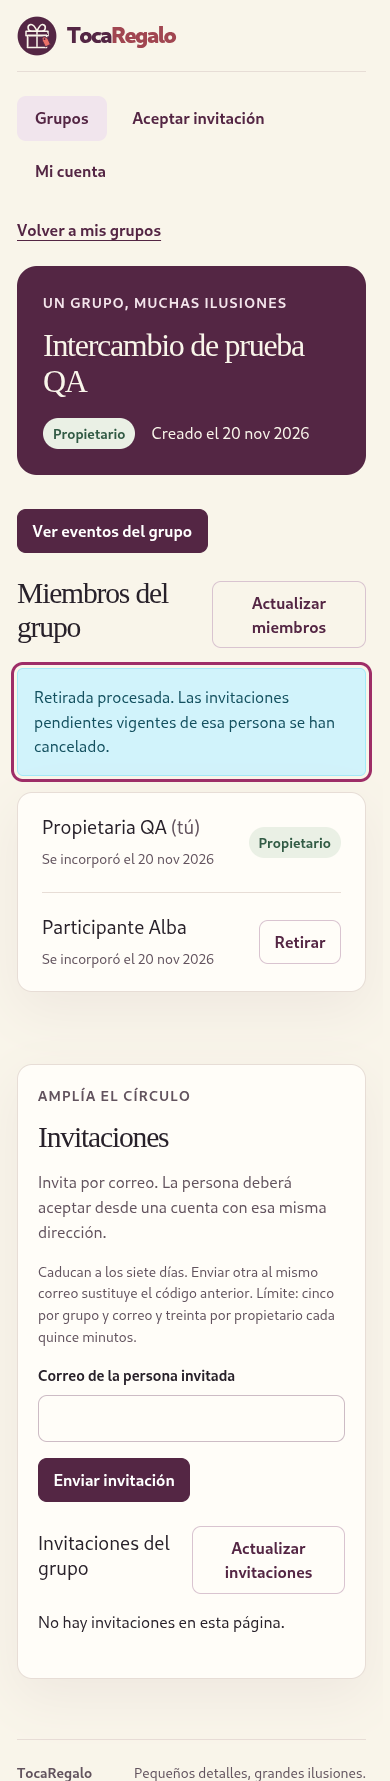 TocaRegalo
Grupos
Aceptar invitación
Mi cuenta
Volver a mis grupos
UN GRUPO, MUCHAS ILUSIONES
Intercambio de prueba
QA
Propietario
Creado el 20 nov 2026
Ver eventos del grupo
Miembros del
grupo
Actualizar
miembros
Retirada procesada. Las invitaciones
pendientes vigentes de esa persona se han
cancelado.
Propietaria QA (tú)
Se incorporó el 20 nov 2026
Propietario
Participante Alba
Se incorporó el 20 nov 2026
Retirar
AMPLÍA EL CÍRCULO
Invitaciones
Invita por correo. La persona deberá
aceptar desde una cuenta con esa misma
dirección.
Caducan a los siete días. Enviar otra al mismo
correo sustituye el código anterior. Límite: cinco
por grupo y correo y treinta por propietario cada
quince minutos.
Correo de la persona invitada
Enviar invitación
Invitaciones del
grupo
Actualizar
invitaciones
No hay invitaciones en esta página.
TocaRegalo
Pequeños detalles, grandes ilusiones.